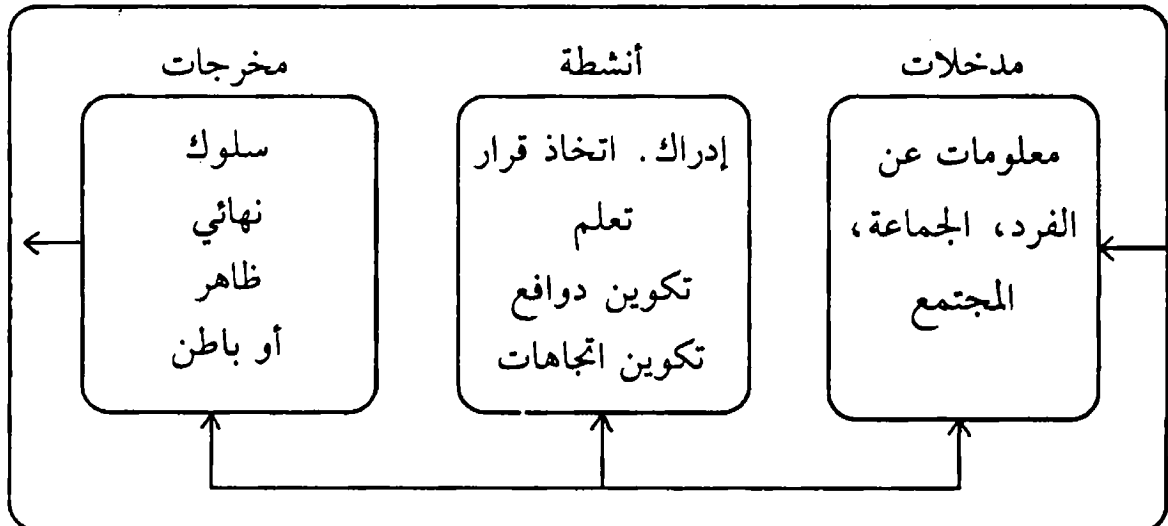 مدخلات
معلومات عن
الفرد، الجماعة،
المجتمع
أنشطة
إدراك. اتخاذ قرار
تعلم
تكوين دوافع
تكوين اتجاهات
مخرجات
سلوك
نهائي
ظاهر
أو باطن